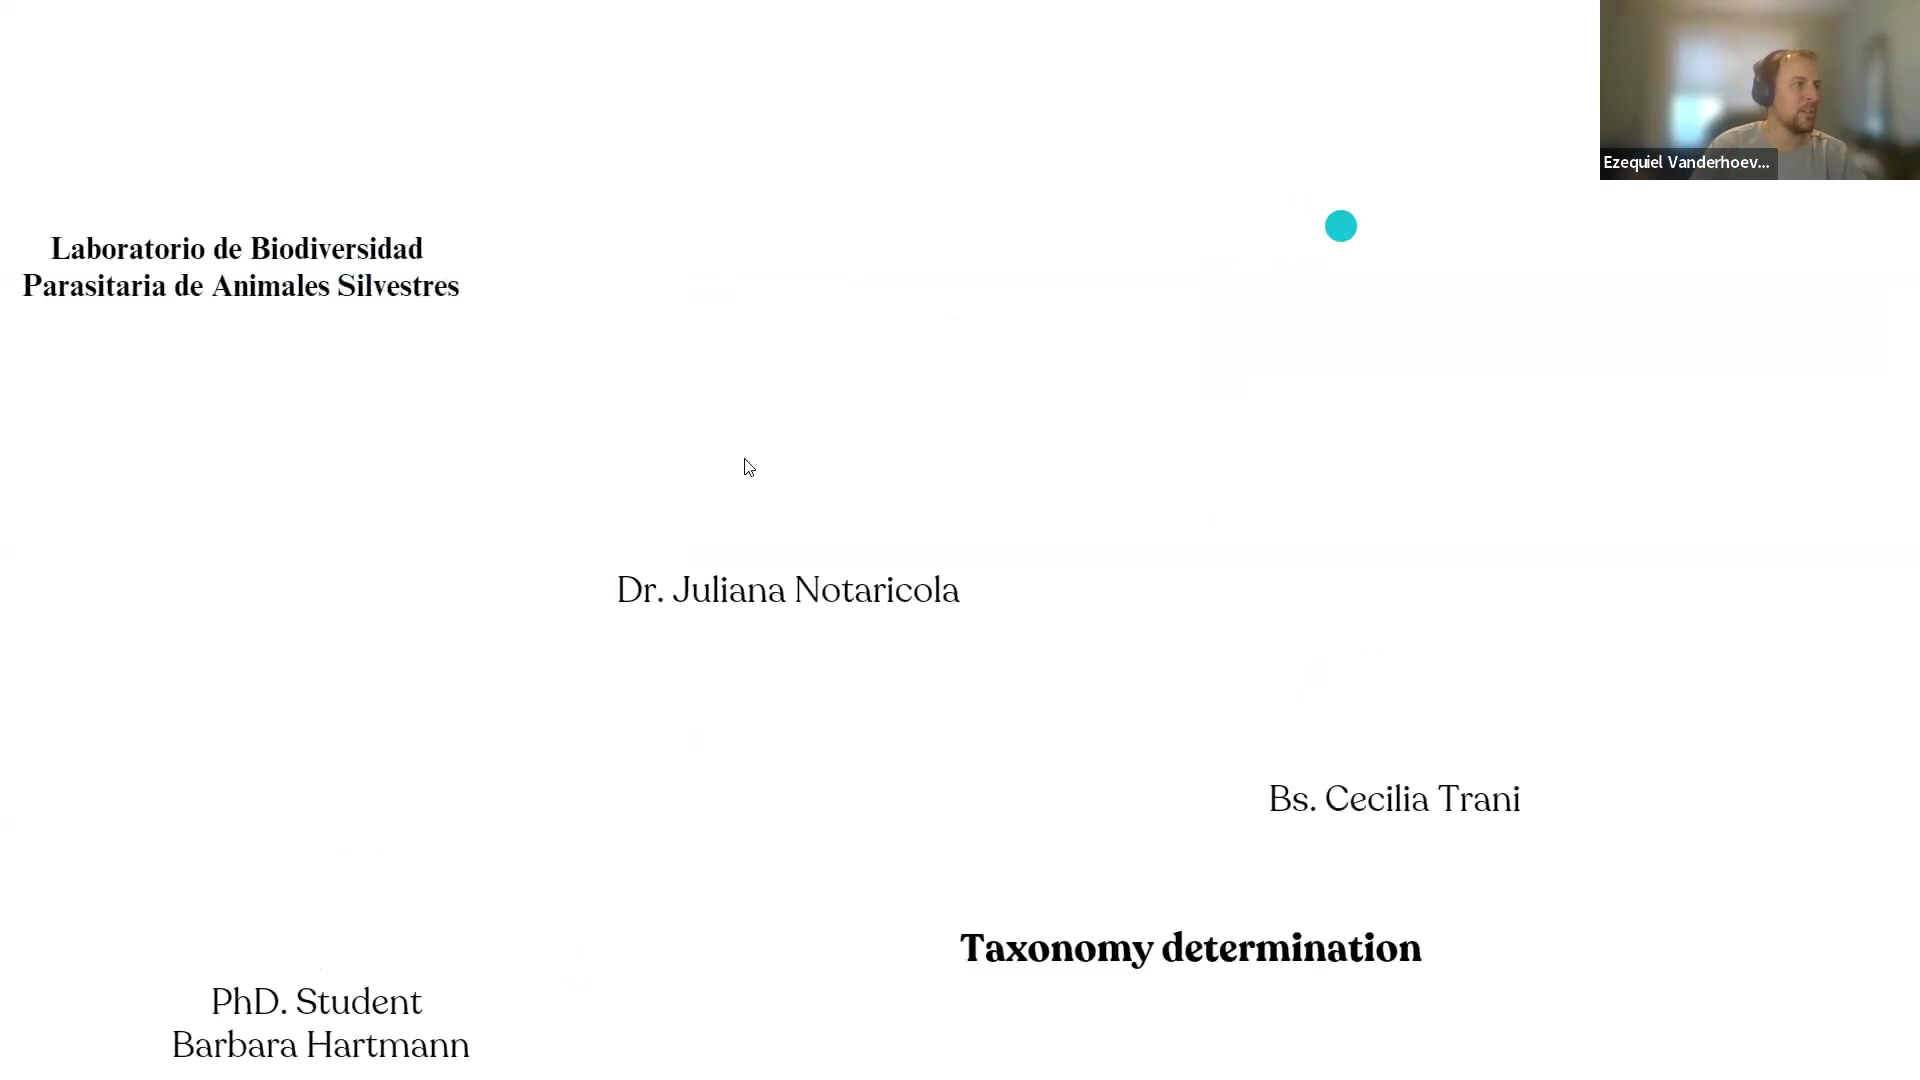 Ezequiel Vanderhoev...
Laboratorio de Biodiversidad
Parasitaria de Animales Silvestres
Dr. Juliana Notaricola
Bs. Cecilia Trani
Taxonomy determination
PhD. Student
Barbara Hartmann